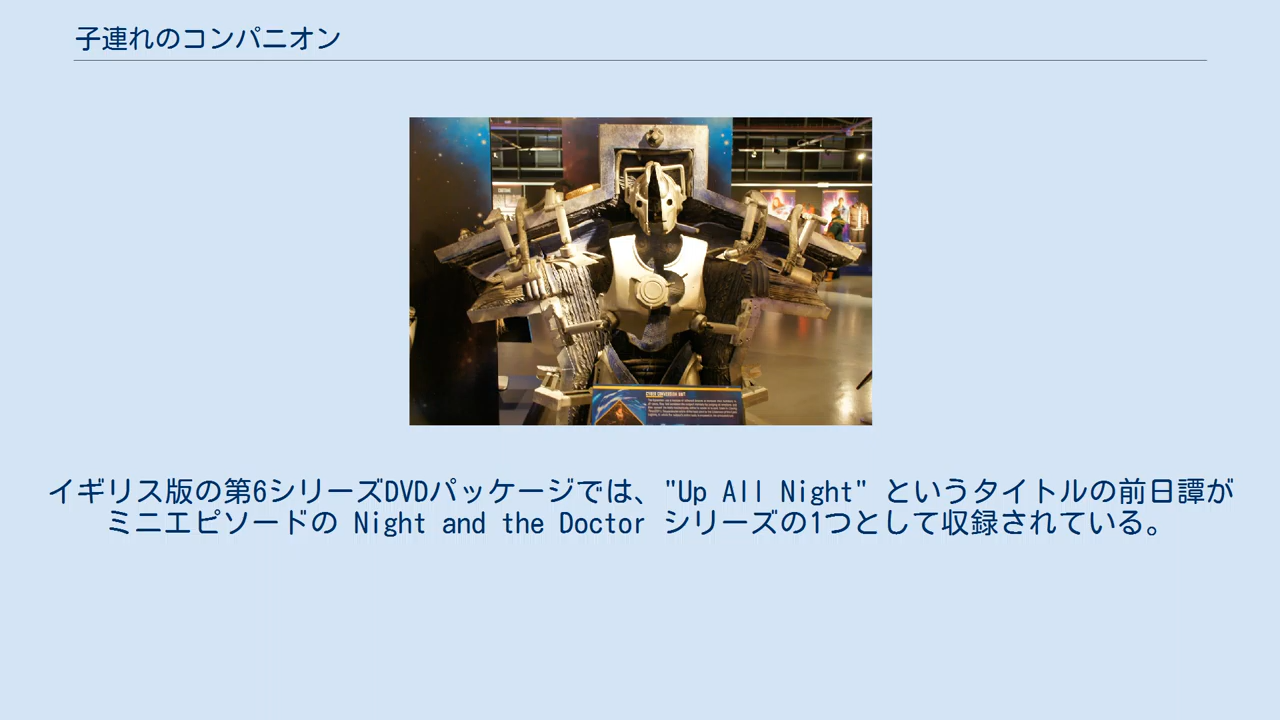 子連れのコンパニオン
CYBER CONVERSION UNIT
イギリス版の第6シリーズDVDパッケージでは、"Up All Night" というタイトルの前日譚が
ミニエピソードの Night and the Doctor シリーズの1つとして収録されている。